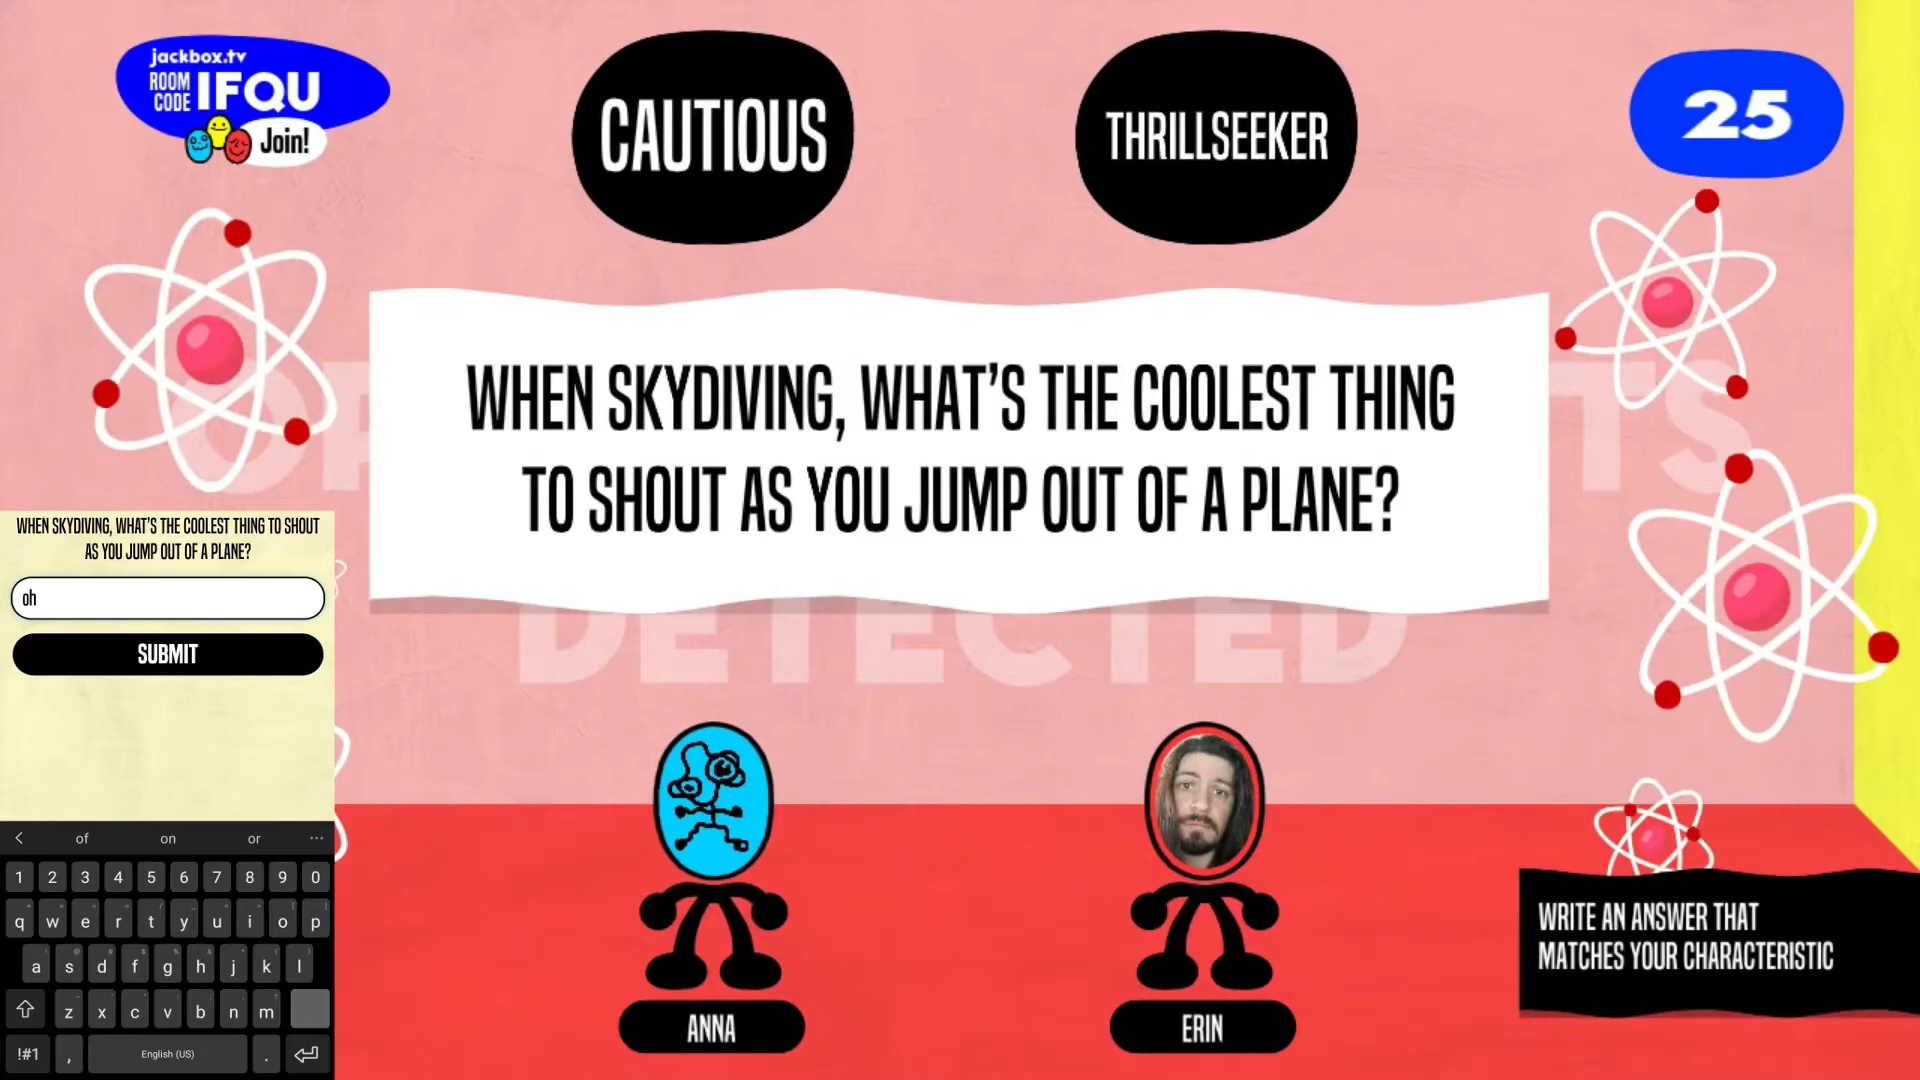 jackbox.tv
ROOM CODE IFQU
Join!
CAUTIOUS
THRILLSEEKER
25
WHEN SKYDIVING, WHAT'S THE COOLEST THING
TO SHOUT AS YOU JUMP OUT OF A PLANE?
DETECTED
WHEN SKYDIVING, WHAT'S THE COOLEST THING TO SHOUT
AS YOU JUMP OUT OF A PLANE?
oh
SUBMIT
of on or
1 2 3 4 5 6 7 8 9 0
q w e r t y u i o p
a s d f g h j k l
z x c v b n m
!#1 , English (US) .
ANNA
ERIN
WRITE AN ANSWER THAT
MATCHES YOUR CHARACTERISTIC